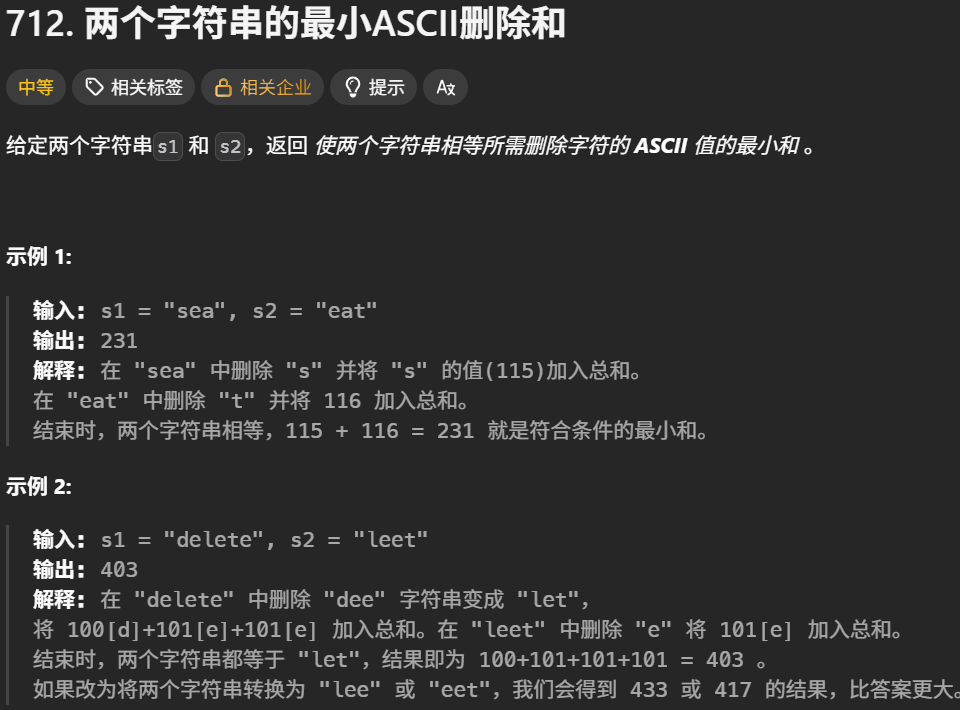 712. 两个字符串的最小ASCII删除和
中等 相关标签 相关企业 提示
给定两个字符串s1 和 s2，返回 使两个字符串相等所需删除字符的 ASCII 值的最小和 。
示例 1:
输入: s1 = "sea", s2 = "eat"
输出: 231
解释: 在 "sea" 中删除 "s" 并将 "s" 的值(115)加入总和。
在 "eat" 中删除 "t" 并将 116 加入总和。
结束时，两个字符串相等，115 + 116 = 231 就是符合条件的最小和。
示例 2:
输入: s1 = "delete", s2 = "leet"
输出: 403
解释: 在 "delete" 中删除 "dee" 字符串变成 "let"，
将 100[d]+101[e]+101[e] 加入总和。在 "leet" 中删除 "e" 将 101[e] 加入总和。
结束时，两个字符串都等于 "let"，结果即为 100+101+101+101 = 403 。
如果改为将两个字符串转换为 "lee" 或 "eet"，我们会得到 433 或 417 的结果，比答案更大。